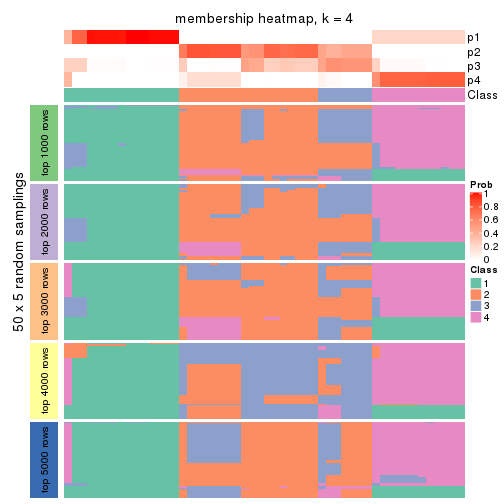 membership heatmap, k = 4
p1
p2
p3
p4
Class
50 x 5 random samplings
top 1000 rows
top 2000 rows
top 3000 rows
top 4000 rows
top 5000 rows
Prob
1
0.8
0.6
0.4
0.2
0
Class
1
2
3
4